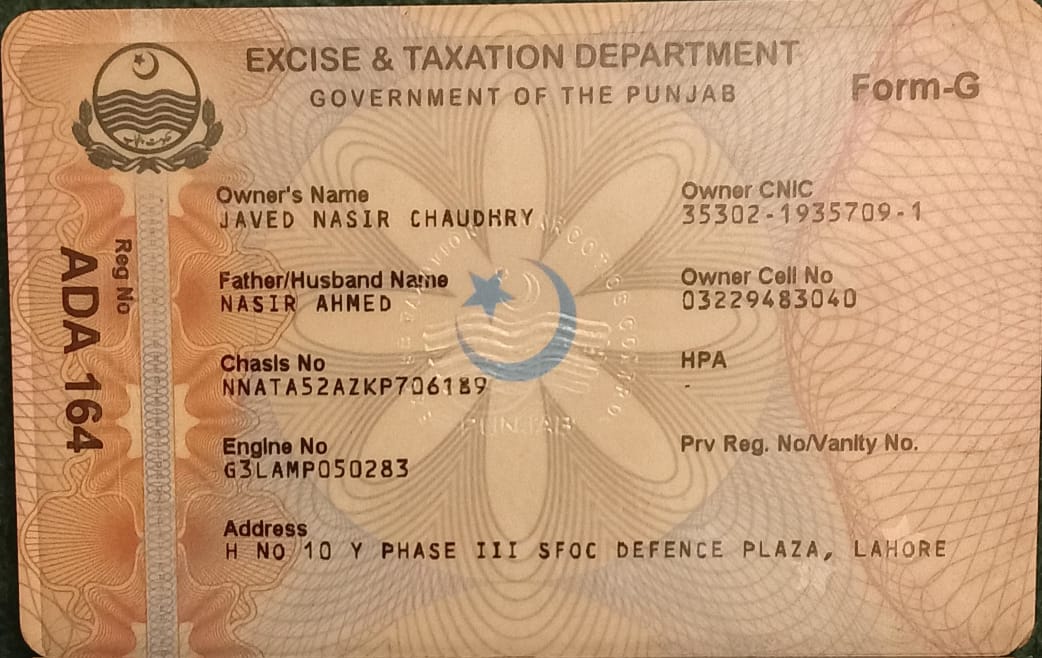 EXCISE & TAXATION DEPARTMENT
GOVERNMENT OF THE PUNJAB
Form-G
Reg No
ADA 164
Owner's Name
JAVED NASIR CHAUDHRY
Owner CNIC
35302-1935709-1
Father/Husband Name
NASIR AHMED
Owner Cell No
03229483040
Chasis No
NNATA52AZKP706189
HPA
-
Engine No
G3LAMP050283
Prv Reg. No/Vanity No.
Address
H NO 10 Y PHASE III SFOC DEFENCE PLAZA, LAHORE
PUNJAB